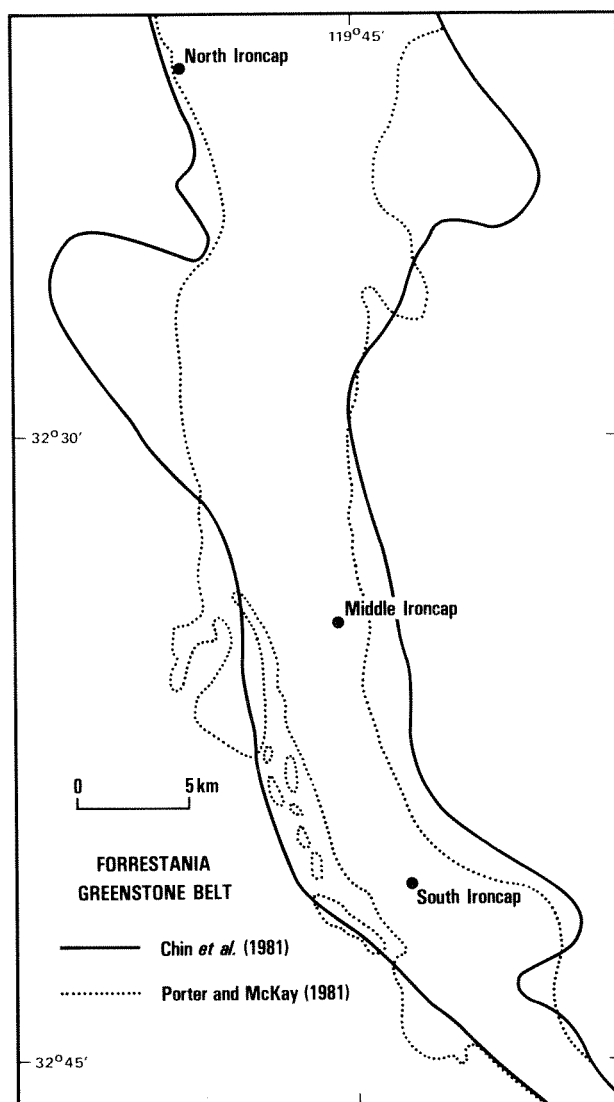 119°45′
North Ironcap
32°30′
Middle Ironcap
0 5 km
FORRESTANIA
GREENSTONE BELT
South Ironcap
Chin et al. (1981)
Porter and McKay (1981)
32°45′